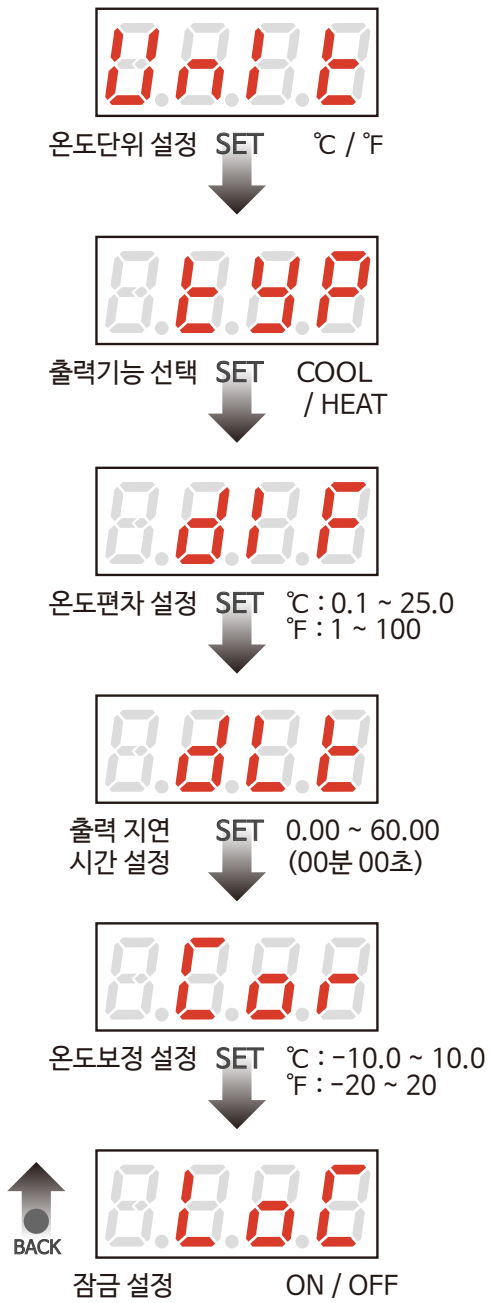 UnIt
온도단위 설정 SET ℃ / ℉
tyP
출력기능 선택 SET COOL
/ HEAT
dIF
온도편차 설정 SET ℃ : 0.1 ~ 25.0
℉ : 1 ~ 100
dLt
출력 지연 SET 0.00 ~ 60.00
시간 설정 (00분 00초)
Cor
온도보정 설정 SET ℃ : -10.0 ~ 10.0
℉ : -20 ~ 20
LoC
BACK
잠금 설정 ON / OFF